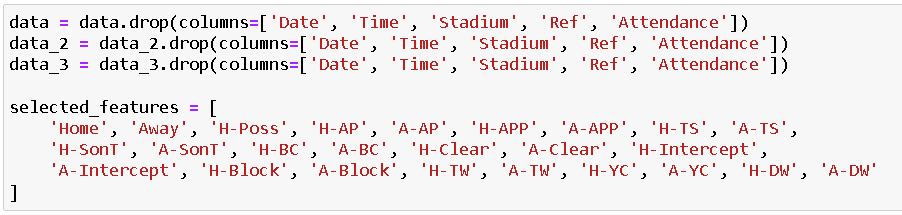 data = data.drop(columns=['Date', 'Time', 'Stadium', 'Ref', 'Attendance'])
data_2 = data_2.drop(columns=['Date', 'Time', 'Stadium', 'Ref', 'Attendance'])
data_3 = data_3.drop(columns=['Date', 'Time', 'Stadium', 'Ref', 'Attendance'])
selected_features = [
    'Home', 'Away', 'H-Poss', 'H-AP', 'A-AP', 'H-APP', 'A-APP', 'H-TS', 'A-TS',
    'H-SonT', 'A-SonT', 'H-BC', 'A-BC', 'H-Clear', 'A-Clear', 'H-Intercept',
    'A-Intercept', 'H-Block', 'A-Block', 'H-TW', 'A-TW', 'H-YC', 'A-YC', 'H-DW', 'A-DW'
]